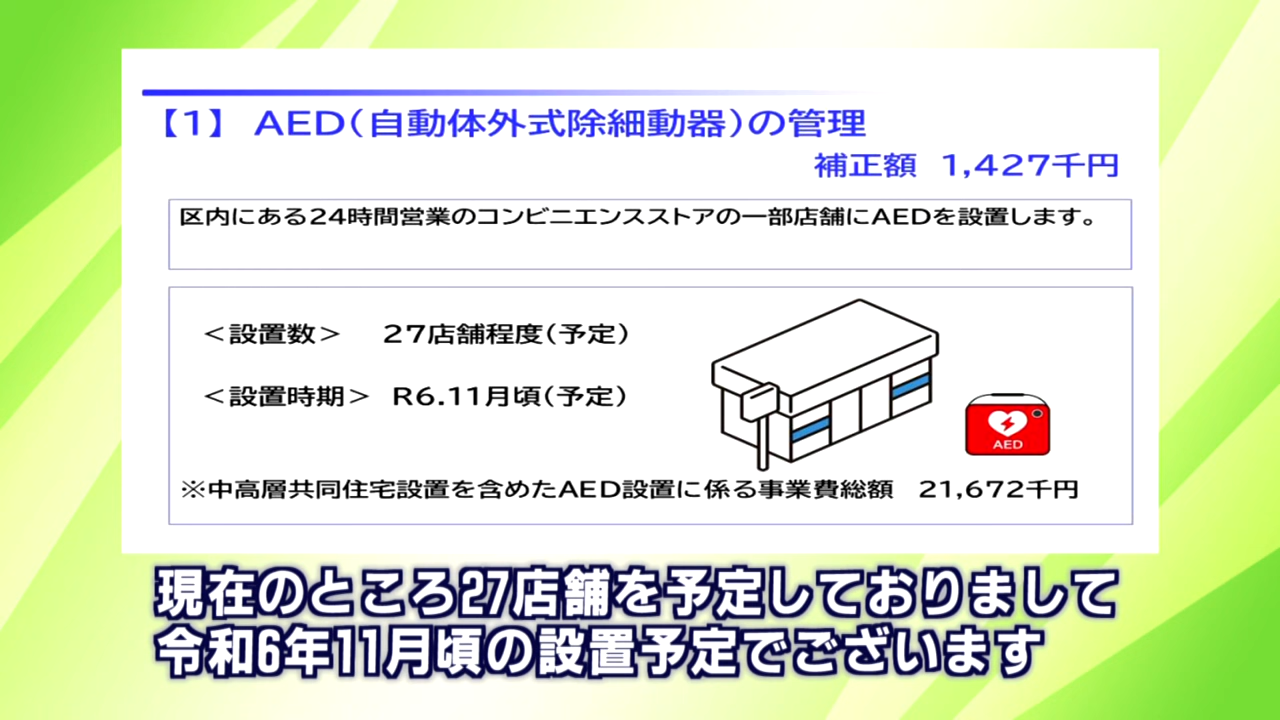 【1】 AED(自動体外式除細動器)の管理
補正額 1,427千円
区内にある24時間営業のコンビニエンスストアの一部店舗にAEDを設置します。
<設置数> 27店舗程度(予定)
<設置時期> R6.11月頃(予定)
AED
※中高層共同住宅設置を含めたAED設置に係る事業費総額 21,672千円
現在のところ27店舗を予定しておりまして
令和6年11月頃の設置予定でございます